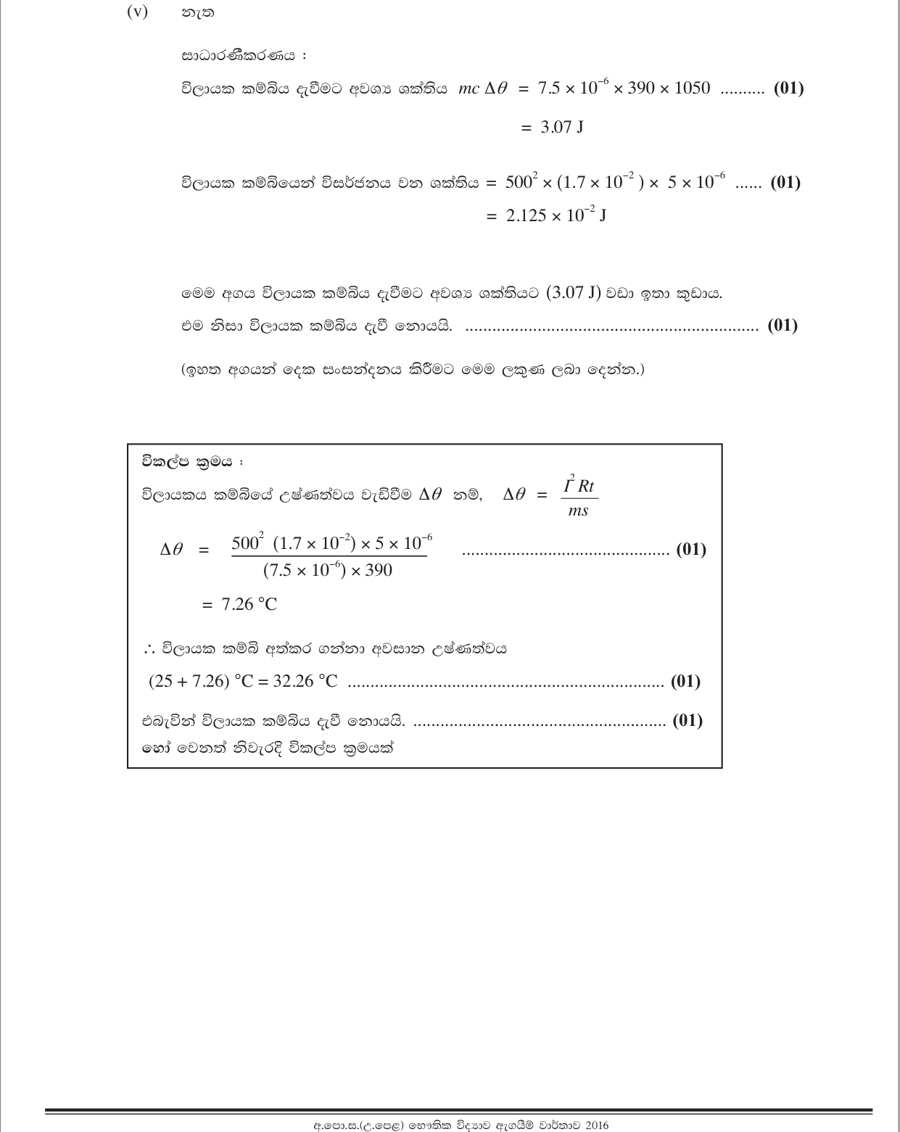 (v) නැත
සාධාරණීකරණය :
විලායක කම්බිය දැවීමට අවශ්‍ය ශක්තිය mc Δθ = 7.5 × 10⁻⁶ × 390 × 1050 .......... (01)
= 3.07 J
විලායක කම්බියෙන් විසර්ජනය වන ශක්තිය = 500² × (1.7 × 10⁻²) × 5 × 10⁻⁶ ...... (01)
= 2.125 × 10⁻² J
මෙම අගය විලායක කම්බිය දැවීමට අවශ්‍ය ශක්තියට (3.07 J) වඩා ඉතා කුඩාය.
එම නිසා විලායක කම්බිය දැවී නොයයි. ................................................................. (01)
(ඉහත අගයන් දෙක සංසන්දනය කිරීමට මෙම ලකුණ ලබා දෙන්න.)
විකල්ප ක්‍රමය :
විලායකය කම්බියේ උෂ්ණත්වය වැඩිවීම Δθ නම්, Δθ = I² Rt / ms
Δθ = 500² (1.7 × 10⁻²) × 5 × 10⁻⁶ / (7.5 × 10⁻⁶) × 390 .............................................. (01)
= 7.26 °C
∴ විලායක කම්බි අත්කර ගන්නා අවසාන උෂ්ණත්වය
(25 + 7.26) °C = 32.26 °C ...................................................................... (01)
එබැවින් විලායක කම්බිය දැවී නොයයි. ........................................................ (01)
හෝ වෙනත් නිවැරදි විකල්ප ක්‍රමයක්
අ.පො.ස.(උ.පෙළ) භෞතික විද්‍යාව ඇගයීම් වාර්තාව 2016